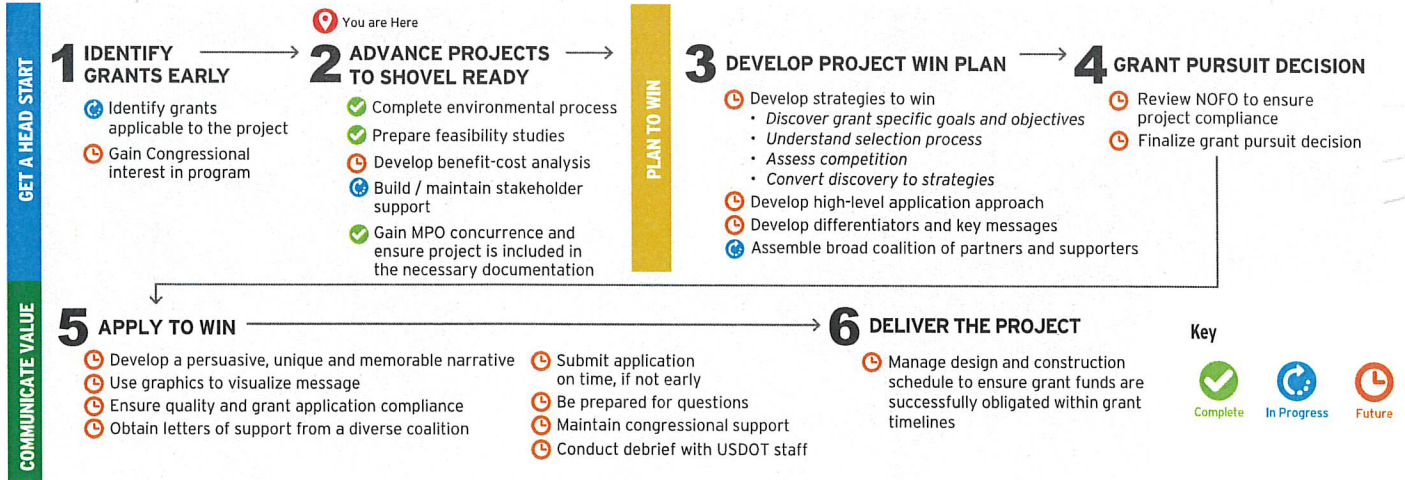 GET A HEAD START
You are Here
1 IDENTIFY
GRANTS EARLY
Identify grants
applicable to the project
Gain Congressional
interest in program
2 ADVANCE PROJECTS
TO SHOVEL READY
Complete environmental process
Prepare feasibility studies
Develop benefit-cost analysis
Build / maintain stakeholder
support
Gain MPO concurrence and
ensure project is included in
the necessary documentation
PLAN TO WIN
3 DEVELOP PROJECT WIN PLAN
Develop strategies to win
• Discover grant specific goals and objectives
• Understand selection process
• Assess competition
• Convert discovery to strategies
Develop high-level application approach
Develop differentiators and key messages
Assemble broad coalition of partners and supporters
4 GRANT PURSUIT DECISION
Review NOFO to ensure
project compliance
Finalize grant pursuit decision
COMMUNICATE VALUE
5 APPLY TO WIN
Develop a persuasive, unique and memorable narrative
Use graphics to visualize message
Ensure quality and grant application compliance
Obtain letters of support from a diverse coalition
Submit application
on time, if not early
Be prepared for questions
Maintain congressional support
Conduct debrief with USDOT staff
6 DELIVER THE PROJECT
Manage design and construction
schedule to ensure grant funds are
successfully obligated within grant
timelines
Key
Complete
In Progress
Future